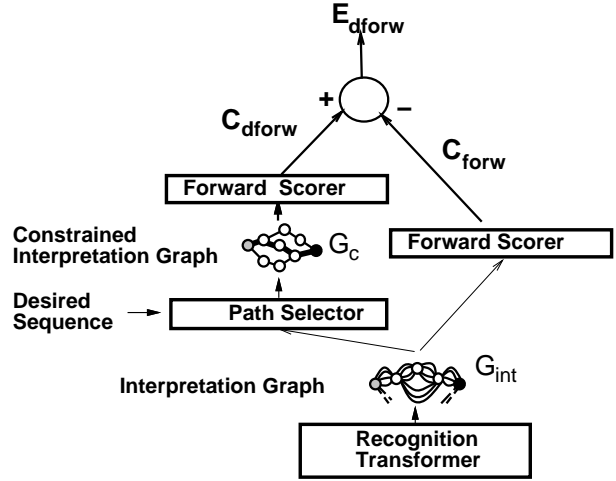 E_dforw
+
−
C_dforw
C_forw
Forward Scorer
Constrained
Interpretation Graph
G_c
Forward Scorer
Desired
Sequence
Path Selector
Interpretation Graph
G_int
Recognition
Transformer